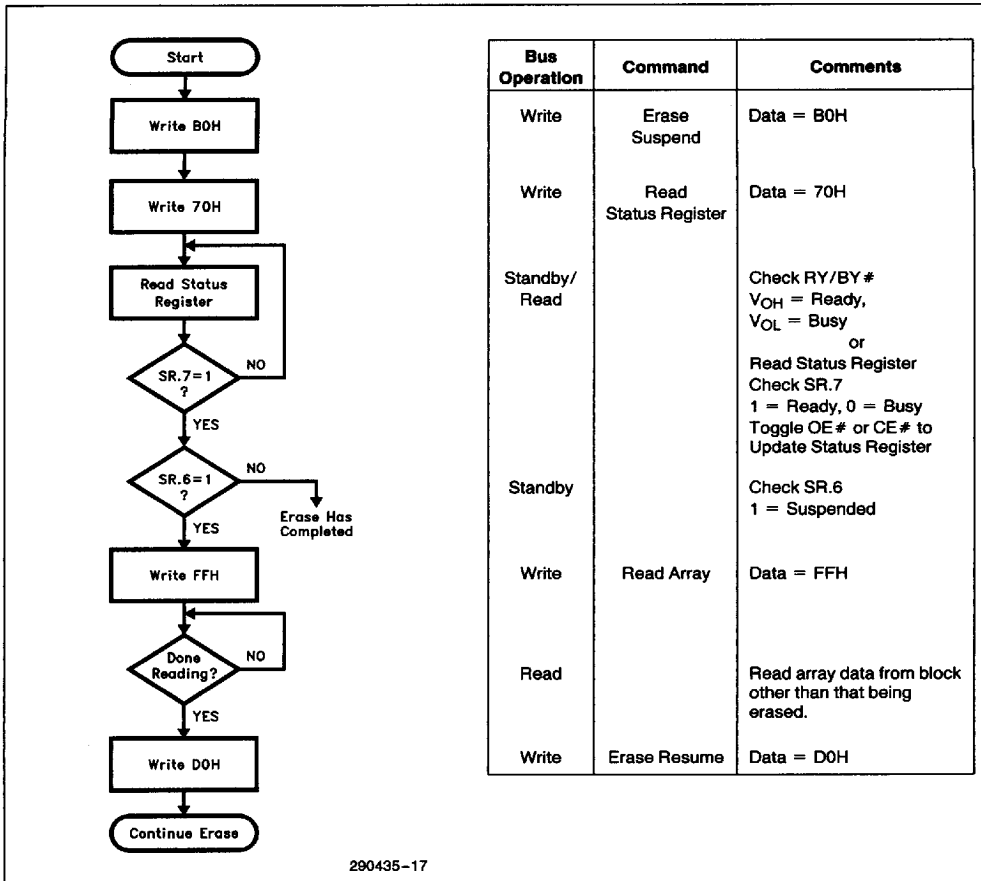 Start
Write B0H
Write 70H
Read Status
Register
SR.7=1
?
NO
YES
SR.6=1
?
NO
Erase Has
Completed
YES
Write FFH
Done
Reading?
NO
YES
Write D0H
Continue Erase
Bus
Operation
Command
Comments
Write
Erase
Suspend
Data = B0H
Write
Read
Status Register
Data = 70H
Standby/
Read
Check RY/BY#
VOH = Ready,
VOL = Busy
or
Read Status Register
Check SR.7
1 = Ready, 0 = Busy
Toggle OE# or CE# to
Update Status Register
Standby
Check SR.6
1 = Suspended
Write
Read Array
Data = FFH
Read
Read array data from block
other than that being
erased.
Write
Erase Resume
Data = D0H
290435-17